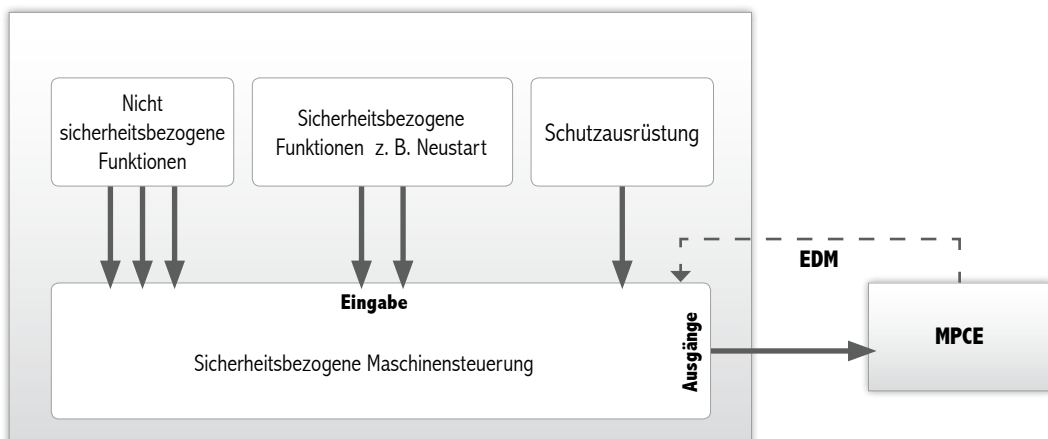 Nicht
sicherheitsbezogene
Funktionen
Sicherheitsbezogene
Funktionen z. B. Neustart
Schutzausrüstung
EDM
Eingabe
Sicherheitsbezogene Maschinensteuerung
Ausgänge
MPCE